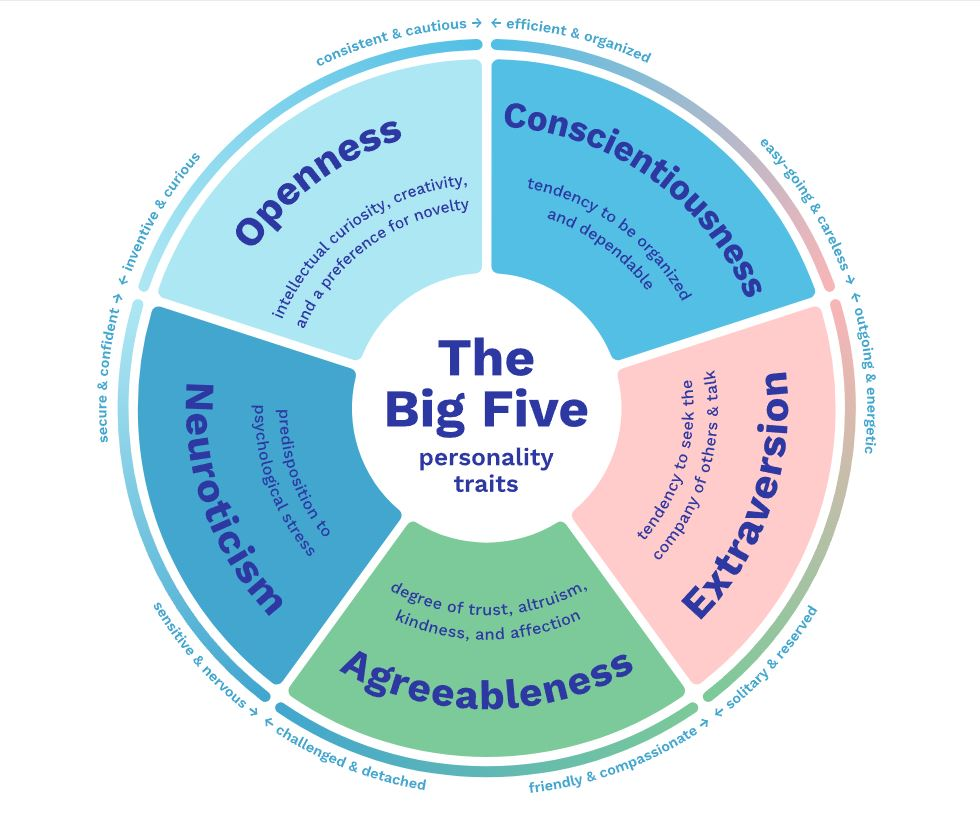 The
Big Five
personality
traits
consistent & cautious →
← inventive & curious
Openness
intellectual curiosity, creativity,
and a preference for novelty
← efficient & organized
easy-going & careless →
Conscientiousness
tendency to be organized
and dependable
← outgoing & energetic
← solitary & reserved
Extraversion
tendency to seek the
company of others & talk
friendly & compassionate →
← challenged & detached
degree of trust, altruism,
kindness, and affection
Agreeableness
sensitive & nervous →
secure & confident →
Neuroticism
predisposition to
psychological stress